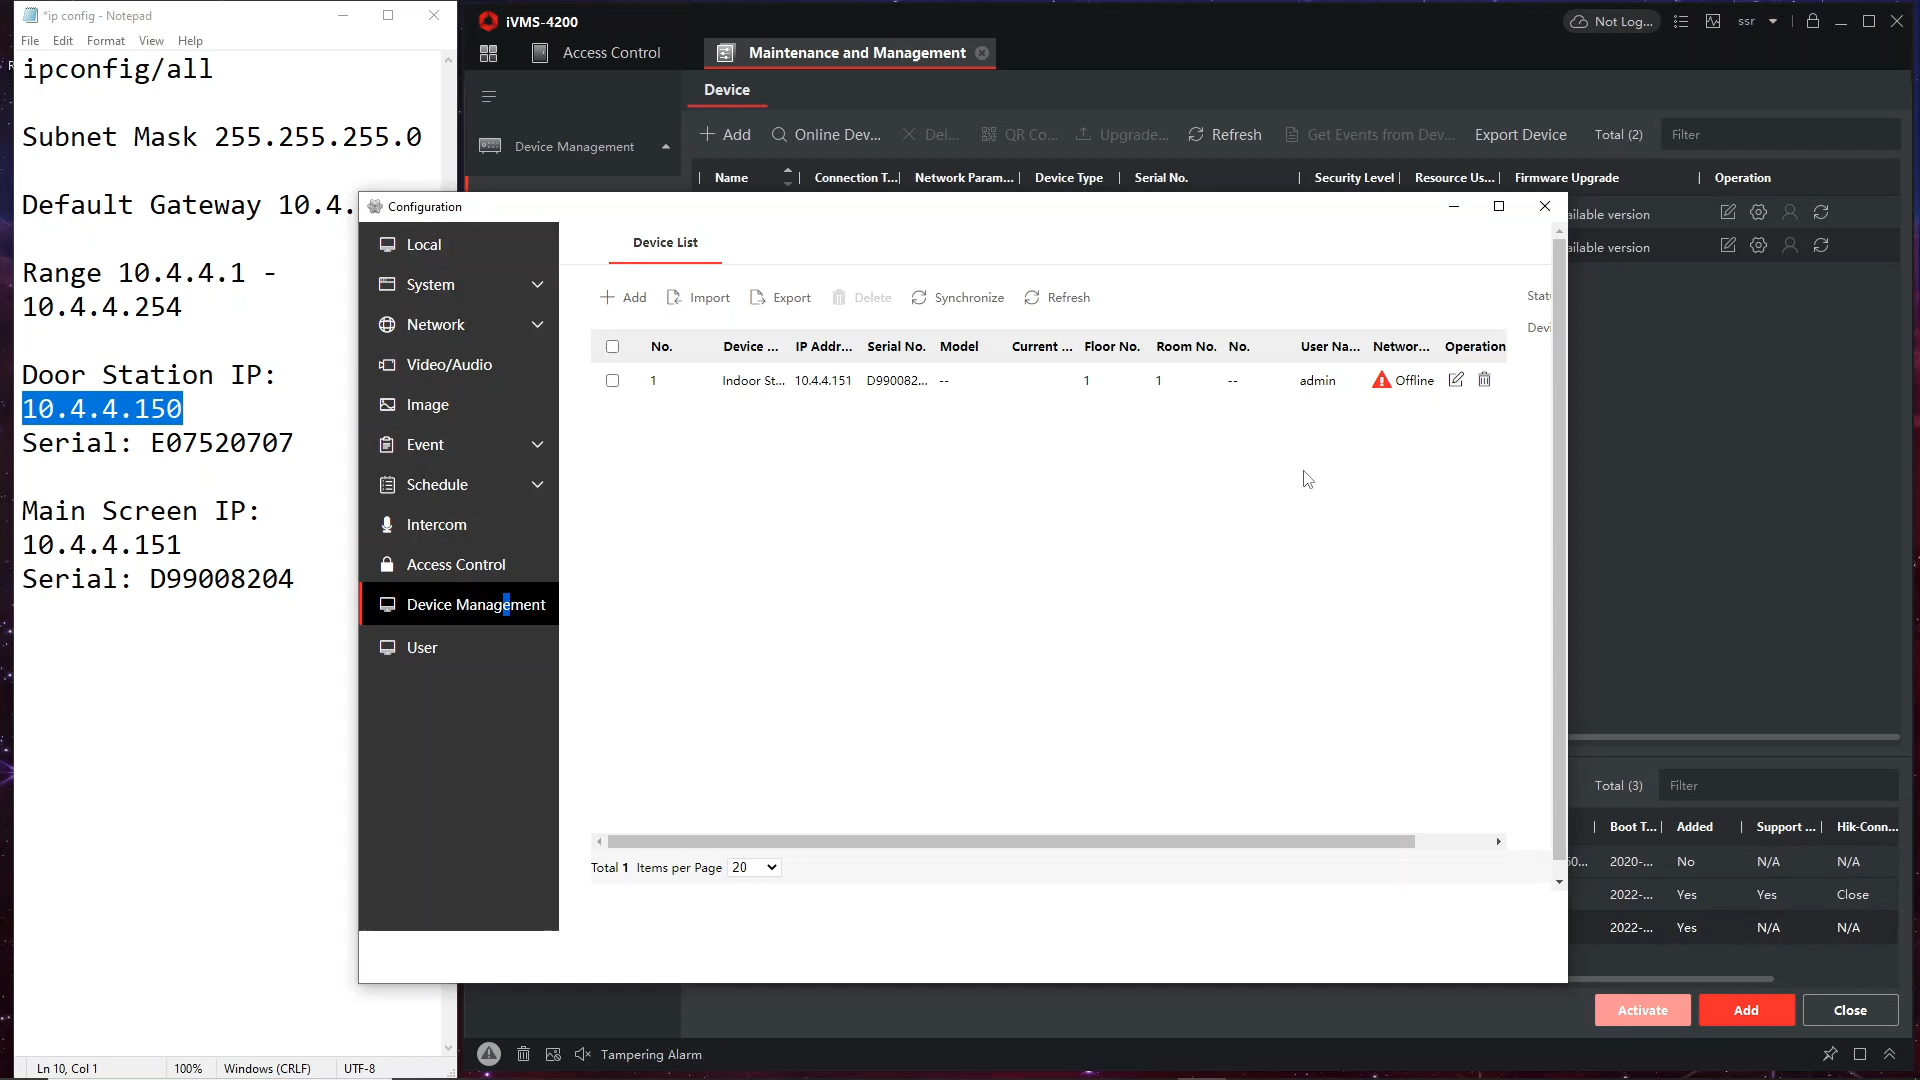 *ip config - Notepad
File Edit Format View Help
ipconfig/all
Subnet Mask 255.255.255.0
Default Gateway 10.4.
Range 10.4.4.1 -
10.4.4.254
Door Station IP:
10.4.4.150
Serial: E07520707
Main Screen IP:
10.4.4.151
Serial: D99008204
Ln 10, Col 1 100% Windows (CRLF) UTF-8
iVMS-4200
Not Log... ssr
Access Control Maintenance and Management
Device
Device Management
Add Online Dev... Del... QR Co... Upgrade... Refresh Get Events from Dev... Export Device Total (2) Filter
Name Connection T... Network Param... Device Type Serial No. Security Level Resource Us... Firmware Upgrade Operation
ailable version
ailable version
Configuration
Local
System
Network
Video/Audio
Image
Event
Schedule
Intercom
Access Control
Device Management
User
Device List
Add Import Export Delete Synchronize Refresh
Statu
Devi
No. Device ... IP Addr... Serial No. Model Current ... Floor No. Room No. No. User Na... Networ... Operation
1 Indoor St... 10.4.4.151 D990082... -- 1 1 -- admin Offline
Total 1 Items per Page 20
Total (3) Filter
Boot T... Added Support ... Hik-Conn...
50... 2020-... No N/A N/A
2022-... Yes Yes Close
2022-... Yes N/A N/A
Activate Add Close
Tampering Alarm